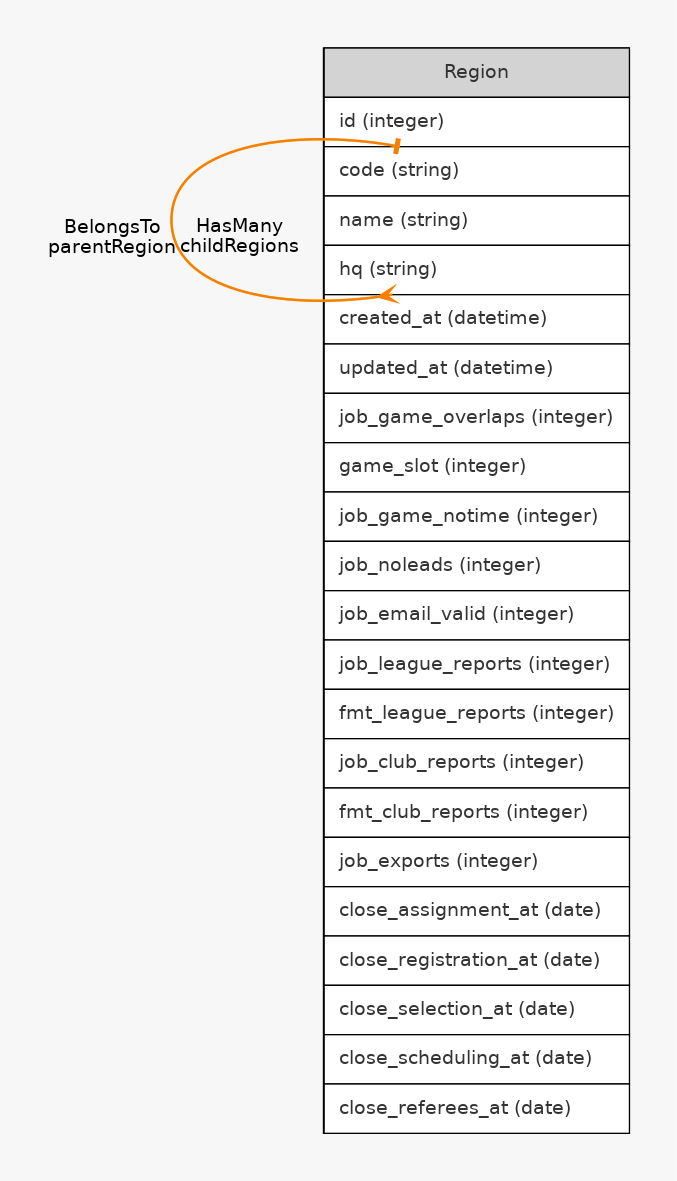 Region
id (integer)
code (string)
name (string)
hq (string)
created_at (datetime)
updated_at (datetime)
job_game_overlaps (integer)
game_slot (integer)
job_game_notime (integer)
job_noleads (integer)
job_email_valid (integer)
job_league_reports (integer)
fmt_league_reports (integer)
job_club_reports (integer)
fmt_club_reports (integer)
job_exports (integer)
close_assignment_at (date)
close_registration_at (date)
close_selection_at (date)
close_scheduling_at (date)
close_referees_at (date)
BelongsTo
parentRegion
HasMany
childRegions